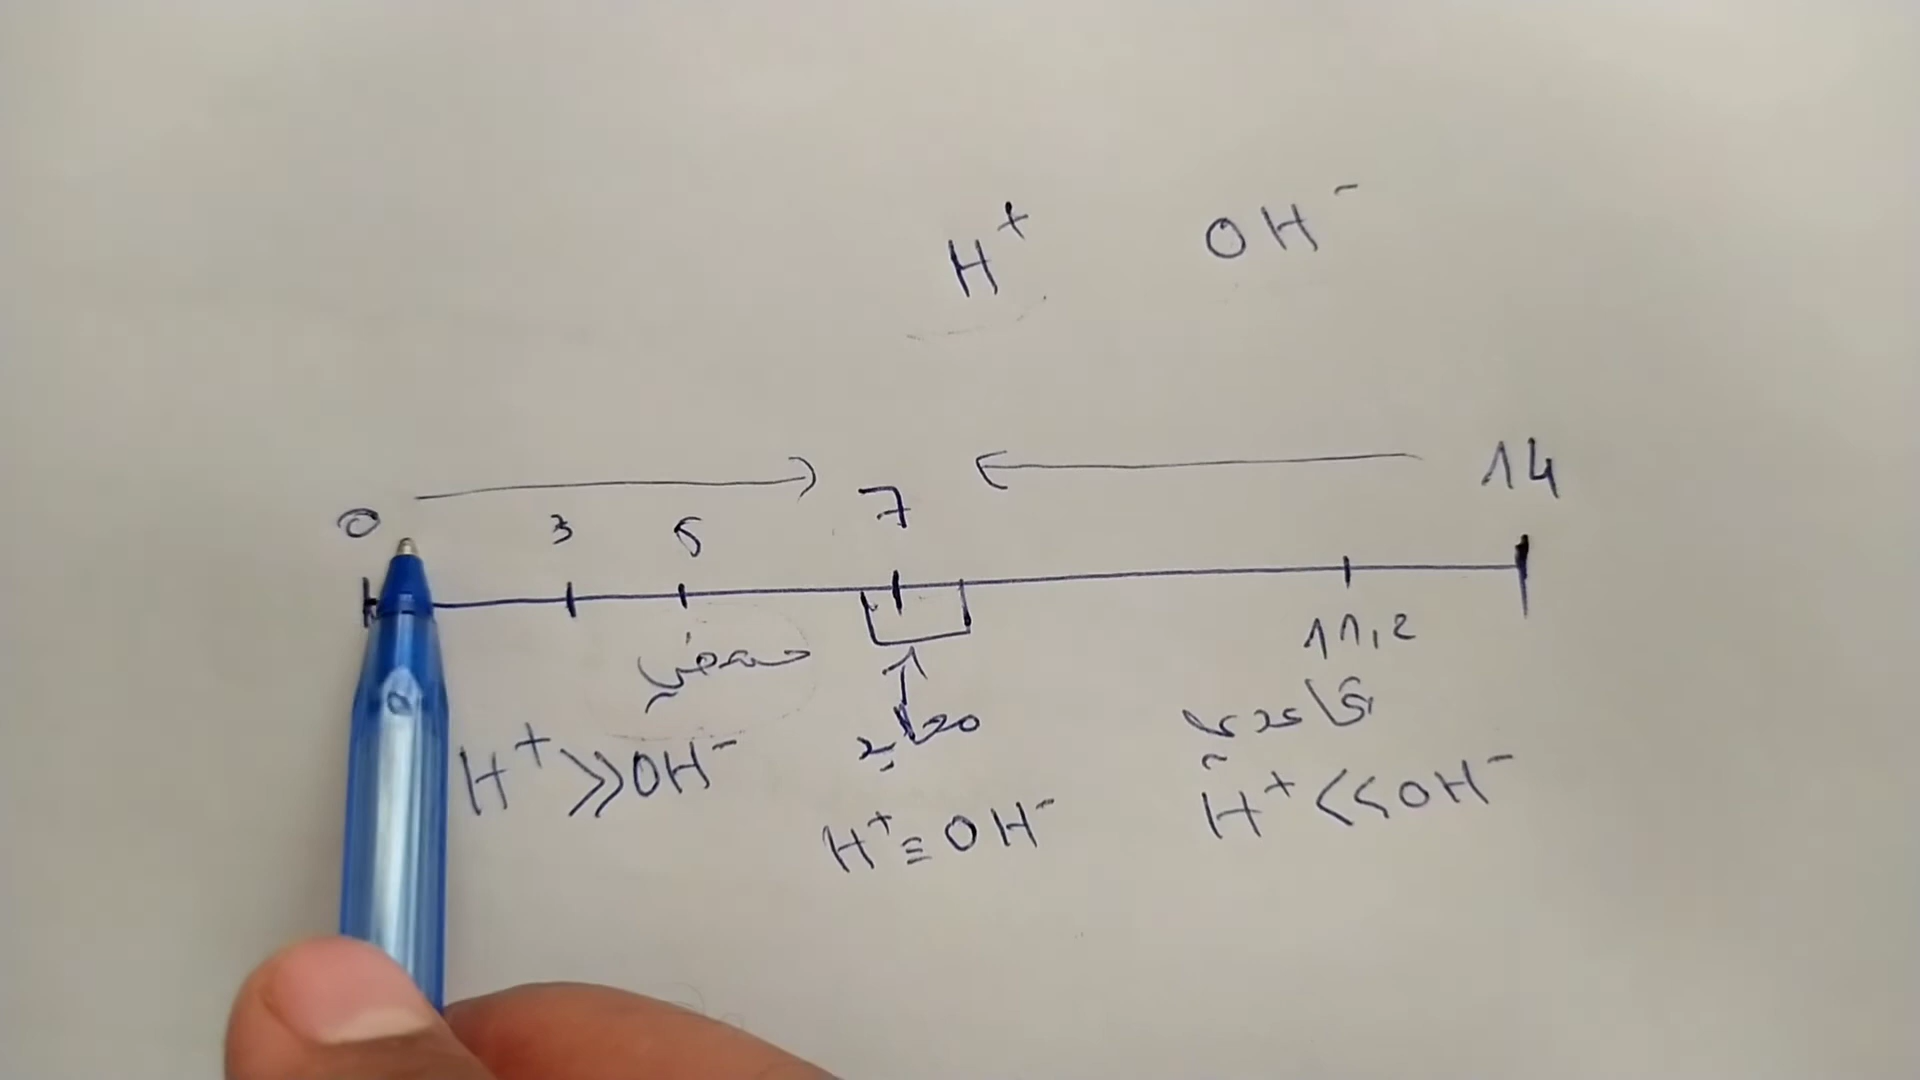 H⁺ OH⁻
0 3 5 7 14
11,2
حمضي معتدل قاعدي
H⁺ >> OH⁻ H⁺ ≡ OH⁻ H⁺ << OH⁻